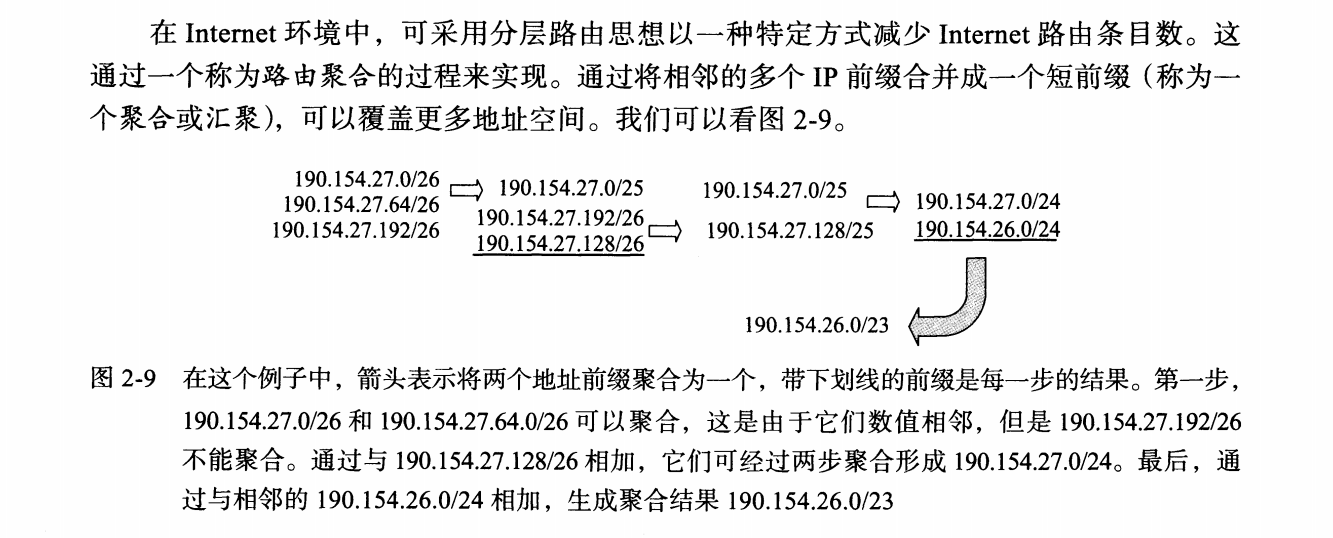 在 Internet 环境中，可采用分层路由思想以一种特定方式减少 Internet 路由条目数。这
通过一个称为路由聚合的过程来实现。通过将相邻的多个 IP 前缀合并成一个短前缀（称为一
个聚合或汇聚），可以覆盖更多地址空间。我们可以看图 2-9。
190.154.27.0/26
190.154.27.64/26
190.154.27.192/26
190.154.27.0/25
190.154.27.192/26
190.154.27.128/26
190.154.27.0/25
190.154.27.128/25
190.154.27.0/24
190.154.26.0/24
190.154.26.0/23
图 2-9 在这个例子中，箭头表示将两个地址前缀聚合为一个，带下划线的前缀是每一步的结果。第一步，
190.154.27.0/26 和 190.154.27.64.0/26 可以聚合，这是由于它们数值相邻，但是 190.154.27.192/26
不能聚合。通过与 190.154.27.128/26 相加，它们可经过两步聚合形成 190.154.27.0/24。最后，通
过与相邻的 190.154.26.0/24 相加，生成聚合结果 190.154.26.0/23